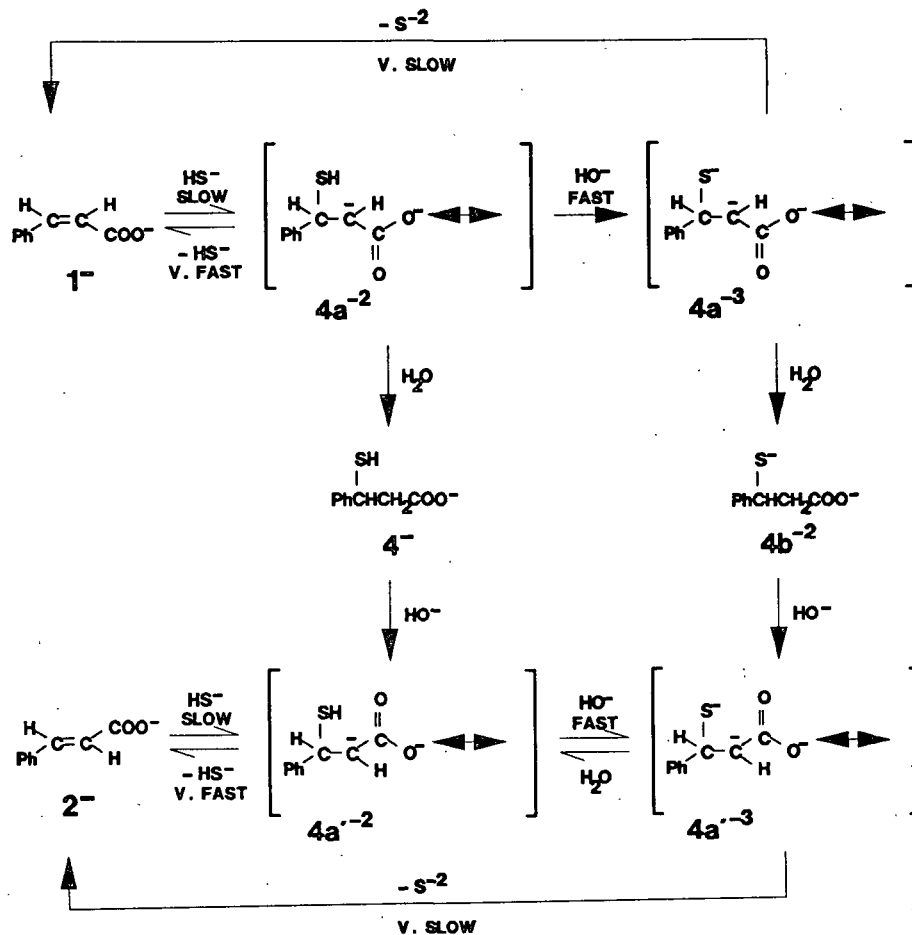 - S-2
V. SLOW
H H
Ph COO-
1-
HS-
SLOW
- HS-
V. FAST
SH
H - H
C-C
Ph C O-
O
4a-2
HO-
FAST
S-
H - H
C-C
Ph C O-
O
4a-3
H2O
H2O
SH
PhCHCH2COO-
4-
S-
PhCHCH2COO-
4b-2
HO-
HO-
H COO-
Ph H
2-
HS-
SLOW
- HS-
V. FAST
O
SH
H - C O-
C-C
Ph H
4a'-2
HO-
FAST
H2O
O
S-
H - C O-
C-C
Ph H
4a'-3
- S-2
V. SLOW